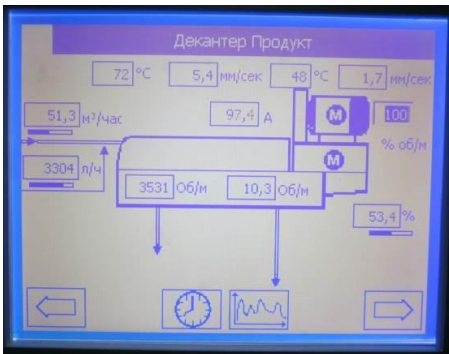 Декантер Продукт
72 °C 5,4 мм/сек 48 °C 1,7 мм/сек
51,3 м³/час 97,4 А M 100
% об/м
3304 л/ч M
3531 Об/м 10,3 Об/м
53,4 %